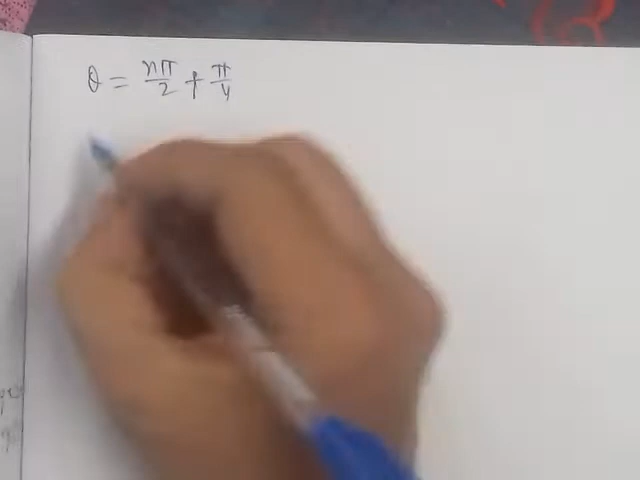 θ = nπ/2 + π/4